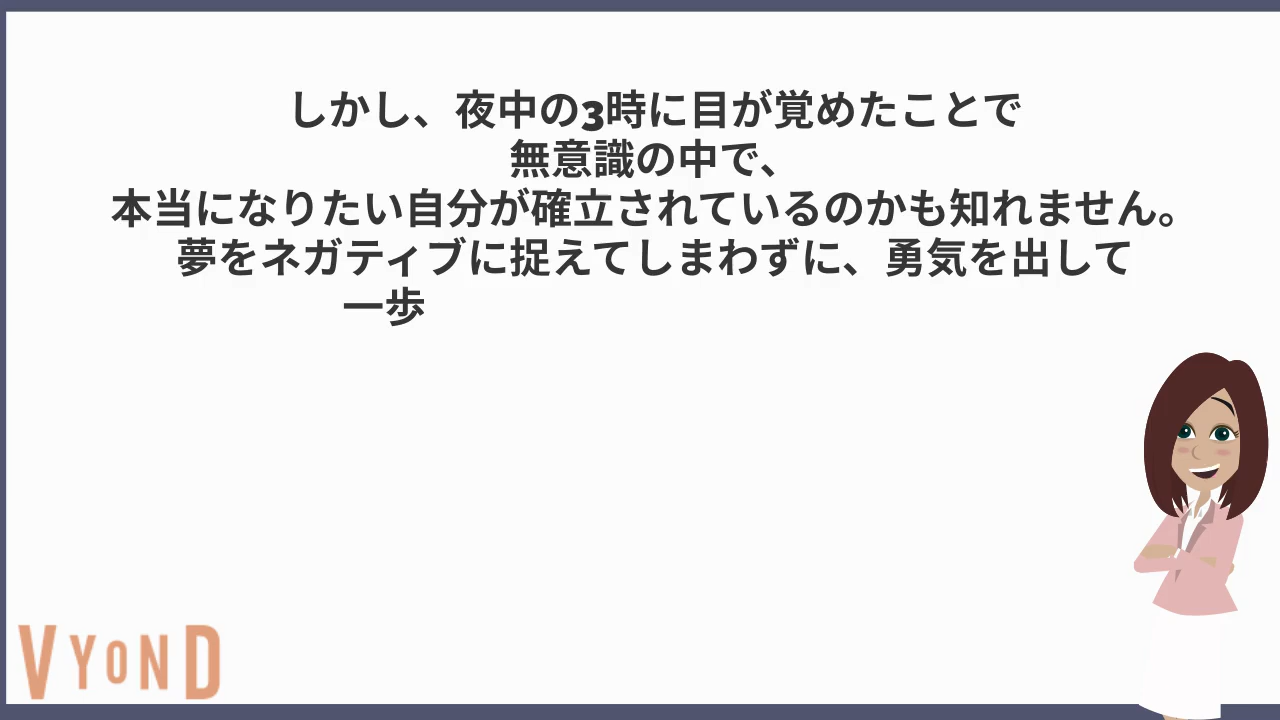 しかし、夜中の3時に目が覚めたことで
無意識の中で、
本当になりたい自分が確立されているのかも知れません。
夢をネガティブに捉えてしまわずに、勇気を出して
一歩
VYOND